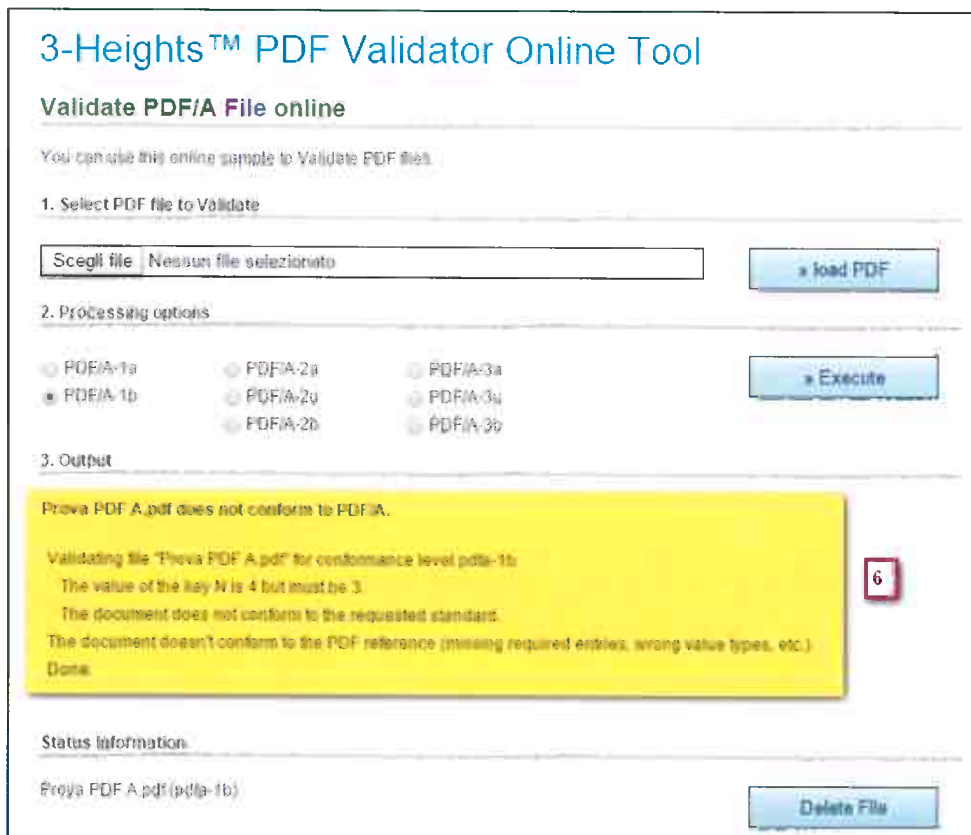 3-Heights™ PDF Validator Online Tool
Validate PDF/A File online
You can use this online sample to Validate PDF files.
1. Select PDF file to Validate
Scegli file Nessun file selezionato
» load PDF
2. Processing options
PDF/A-1a PDF/A-2a PDF/A-3a
» Execute
PDF/A-1b PDF/A-2u PDF/A-3u
PDF/A-2b PDF/A-3b
3. Output
Prova PDF A.pdf does not conform to PDF/A.
Validating file "Prova PDF A.pdf" for conformance level pdfa-1b
The value of the key N is 4 but must be 3.
The document does not conform to the requested standard.
The document doesn't conform to the PDF reference (missing required entries, wrong value types, etc.).
Done.
6
Status information
Prova PDF A.pdf (pdfa-1b)
Delete File